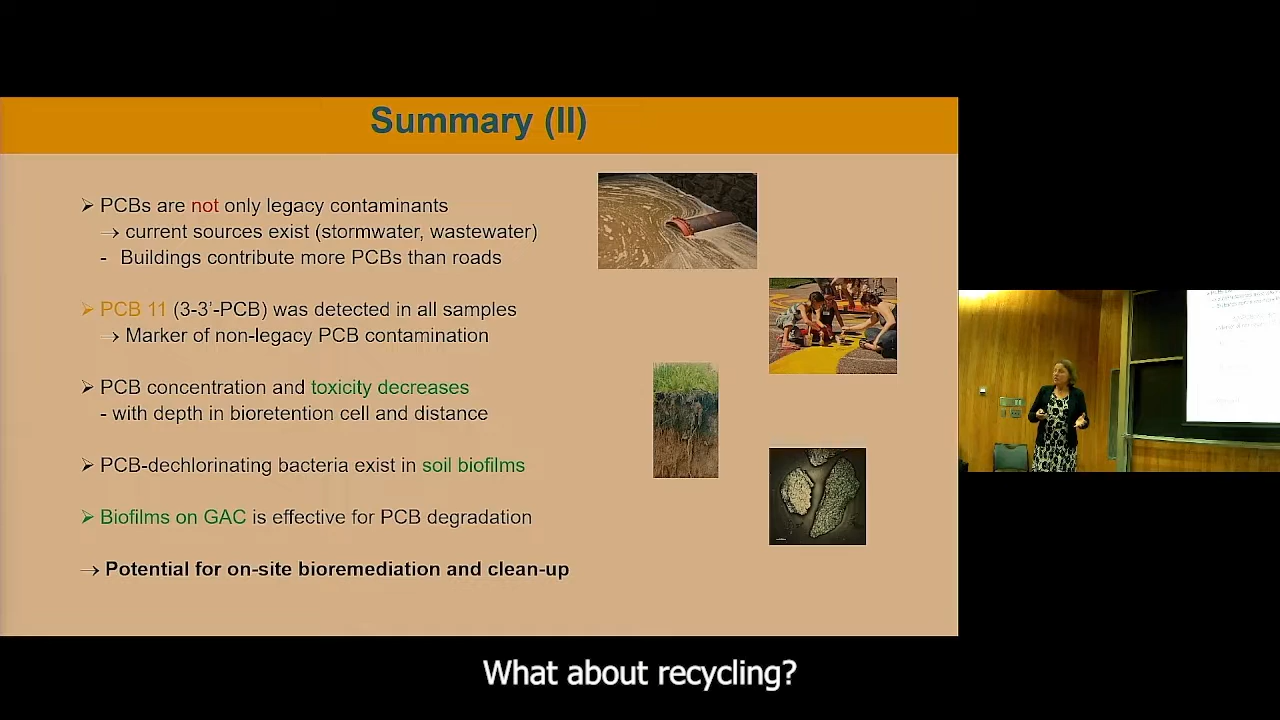 Summary (II)
➢ PCBs are not only legacy contaminants
→ current sources exist (stormwater, wastewater)
- Buildings contribute more PCBs than roads
➢ PCB 11 (3-3’-PCB) was detected in all samples
→ Marker of non-legacy PCB contamination
➢ PCB concentration and toxicity decreases
- with depth in bioretention cell and distance
➢ PCB-dechlorinating bacteria exist in soil biofilms
➢ Biofilms on GAC is effective for PCB degradation
→ Potential for on-site bioremediation and clean-up
What about recycling?